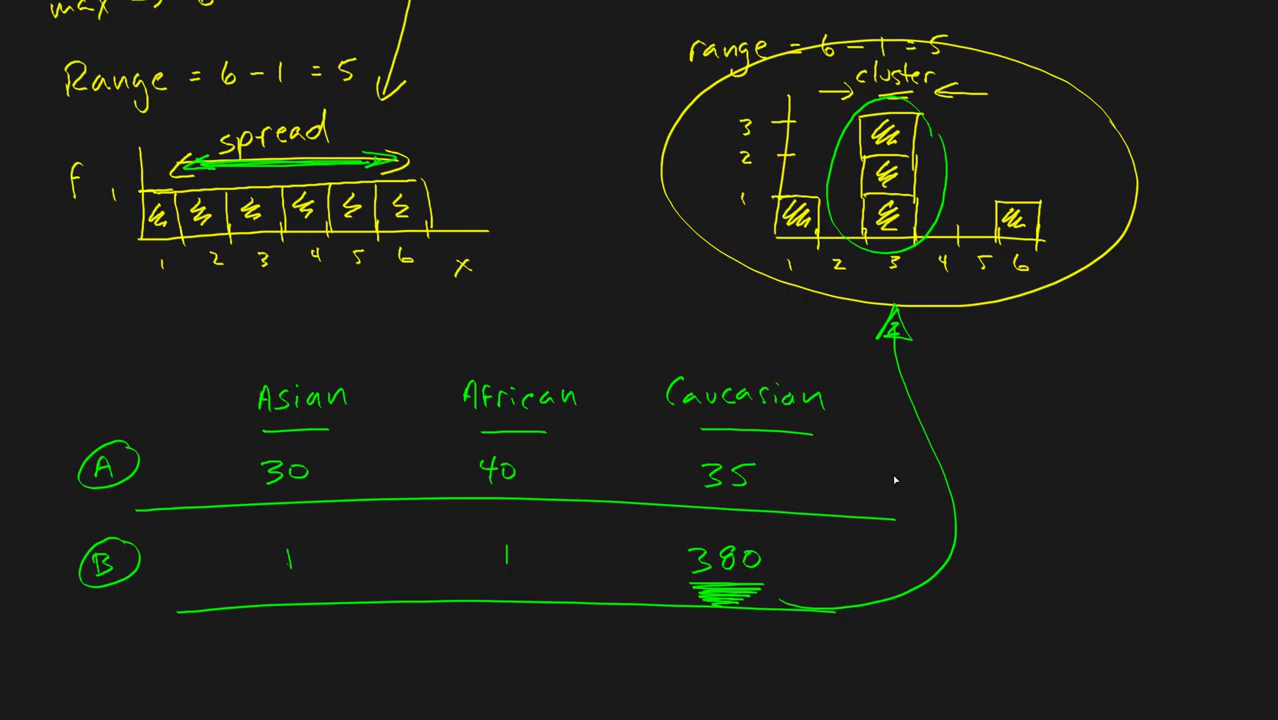 max
Range = 6 - 1 = 5
spread
f 1
1 2 3 4 5 6 x
range = 6 - 1 = 5
cluster
3
2
1
1 2 3 4 5 6
Asian African Caucasian
A 30 40 35
B 1 1 380